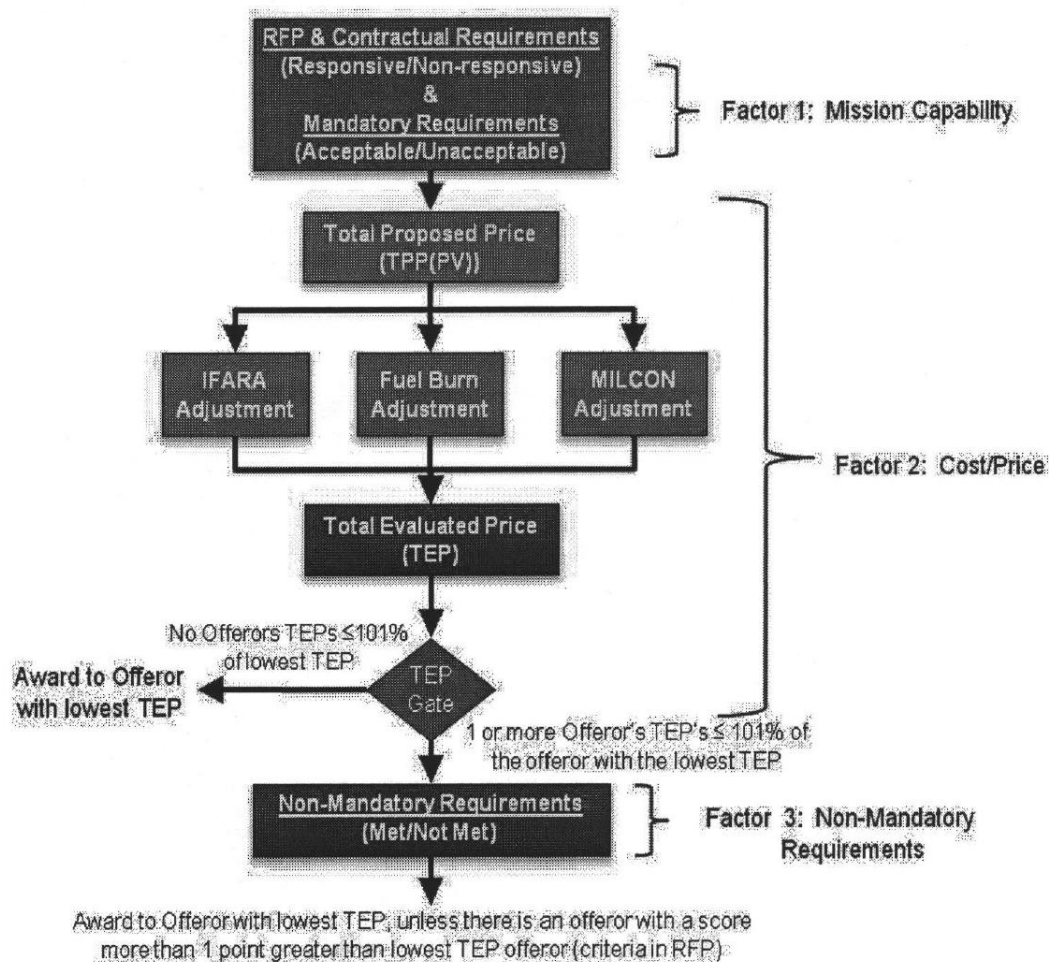 RFP & Contractual Requirements
(Responsive/Non-responsive)
&
Mandatory Requirements
(Acceptable/Unacceptable)
Factor 1: Mission Capability
Total Proposed Price
(TPP(PV))
IFARA
Adjustment
Fuel Burn
Adjustment
MILCON
Adjustment
Factor 2: Cost/Price
Total Evaluated Price
(TEP)
No Offerors TEPs ≤101%
of lowest TEP
Award to Offeror
with lowest TEP
TEP
Gate
1 or more Offeror's TEP's ≤ 101% of
the offeror with the lowest TEP
Non-Mandatory Requirements
(Met/Not Met)
Factor 3: Non-Mandatory
Requirements
Award to Offeror with lowest TEP, unless there is an offeror with a score
more than 1 point greater than lowest TEP offeror (criteria in RFP)